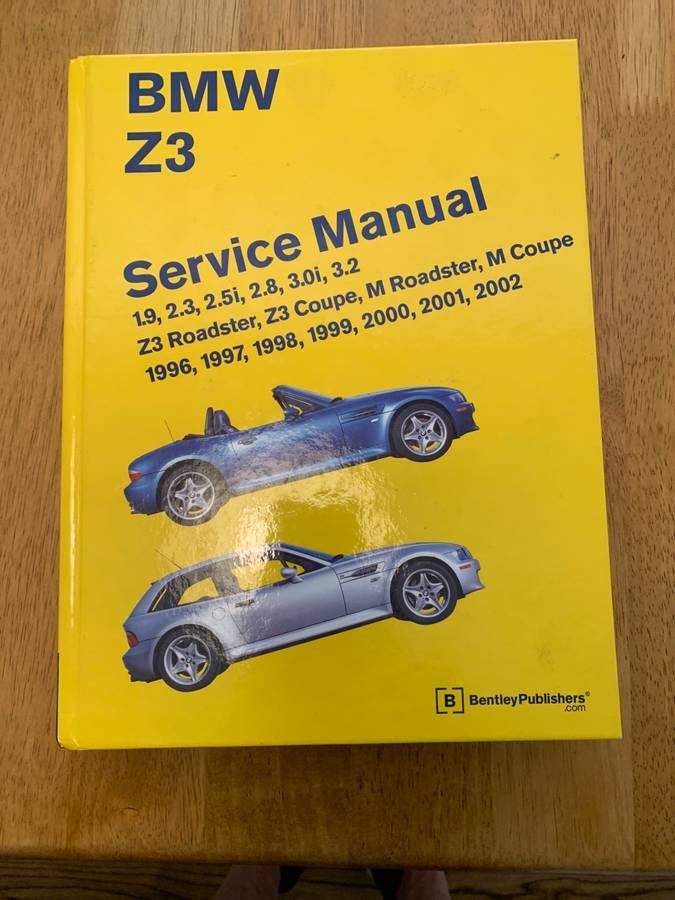 BMW
Z3
Service Manual
1.9, 2.3, 2.5i, 2.8, 3.0i, 3.2
Z3 Roadster, Z3 Coupe, M Roadster, M Coupe
1996, 1997, 1998, 1999, 2000, 2001, 2002
[B] BentleyPublishers®
.com